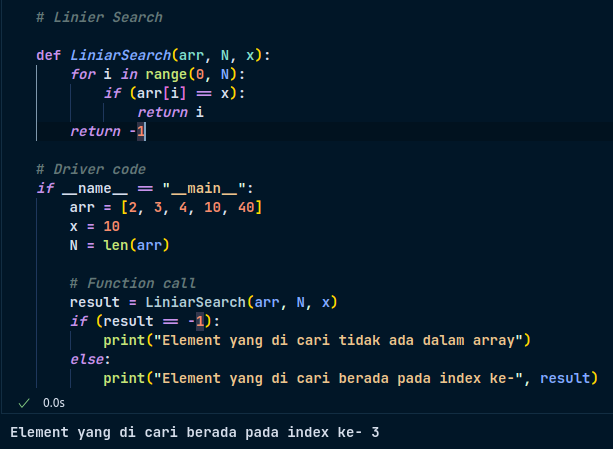 # Linier Search
def LiniarSearch(arr, N, x):
for i in range(0, N):
if (arr[i] == x):
return i
return -1
# Driver code
if __name__ == "__main__":
arr = [2, 3, 4, 10, 40]
x = 10
N = len(arr)
# Function call
result = LiniarSearch(arr, N, x)
if (result == -1):
print("Element yang di cari tidak ada dalam array")
else:
print("Element yang di cari berada pada index ke-", result)
0.0s
Element yang di cari berada pada index ke- 3